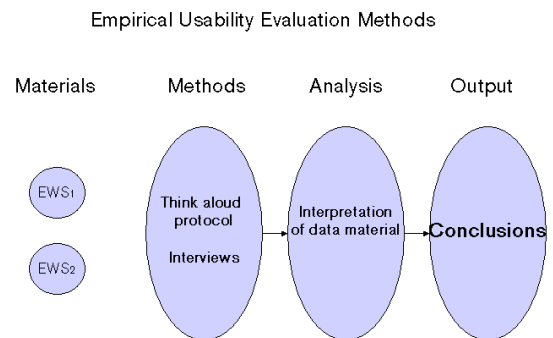 Empirical Usability Evaluation Methods
Materials
Methods
Analysis
Output
EWS1
EWS2
Think aloud
protocol
Interviews
Interpretation
of data material
Conclusions